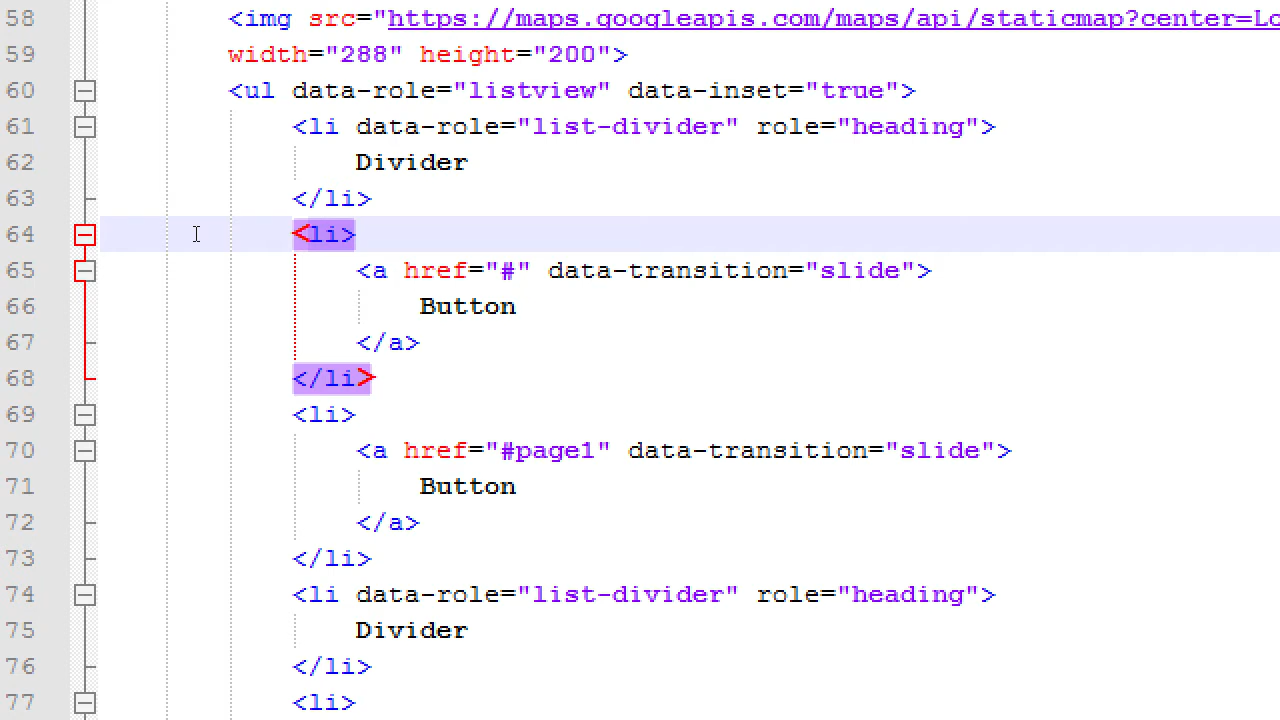 58 <img src="https://maps.googleapis.com/maps/api/staticmap?center=Lo
59 width="288" height="200">
60 <ul data-role="listview" data-inset="true">
61 <li data-role="list-divider" role="heading">
62 Divider
63 </li>
64 <li>
65 <a href="#" data-transition="slide">
66 Button
67 </a>
68 </li>
69 <li>
70 <a href="#page1" data-transition="slide">
71 Button
72 </a>
73 </li>
74 <li data-role="list-divider" role="heading">
75 Divider
76 </li>
77 <li>